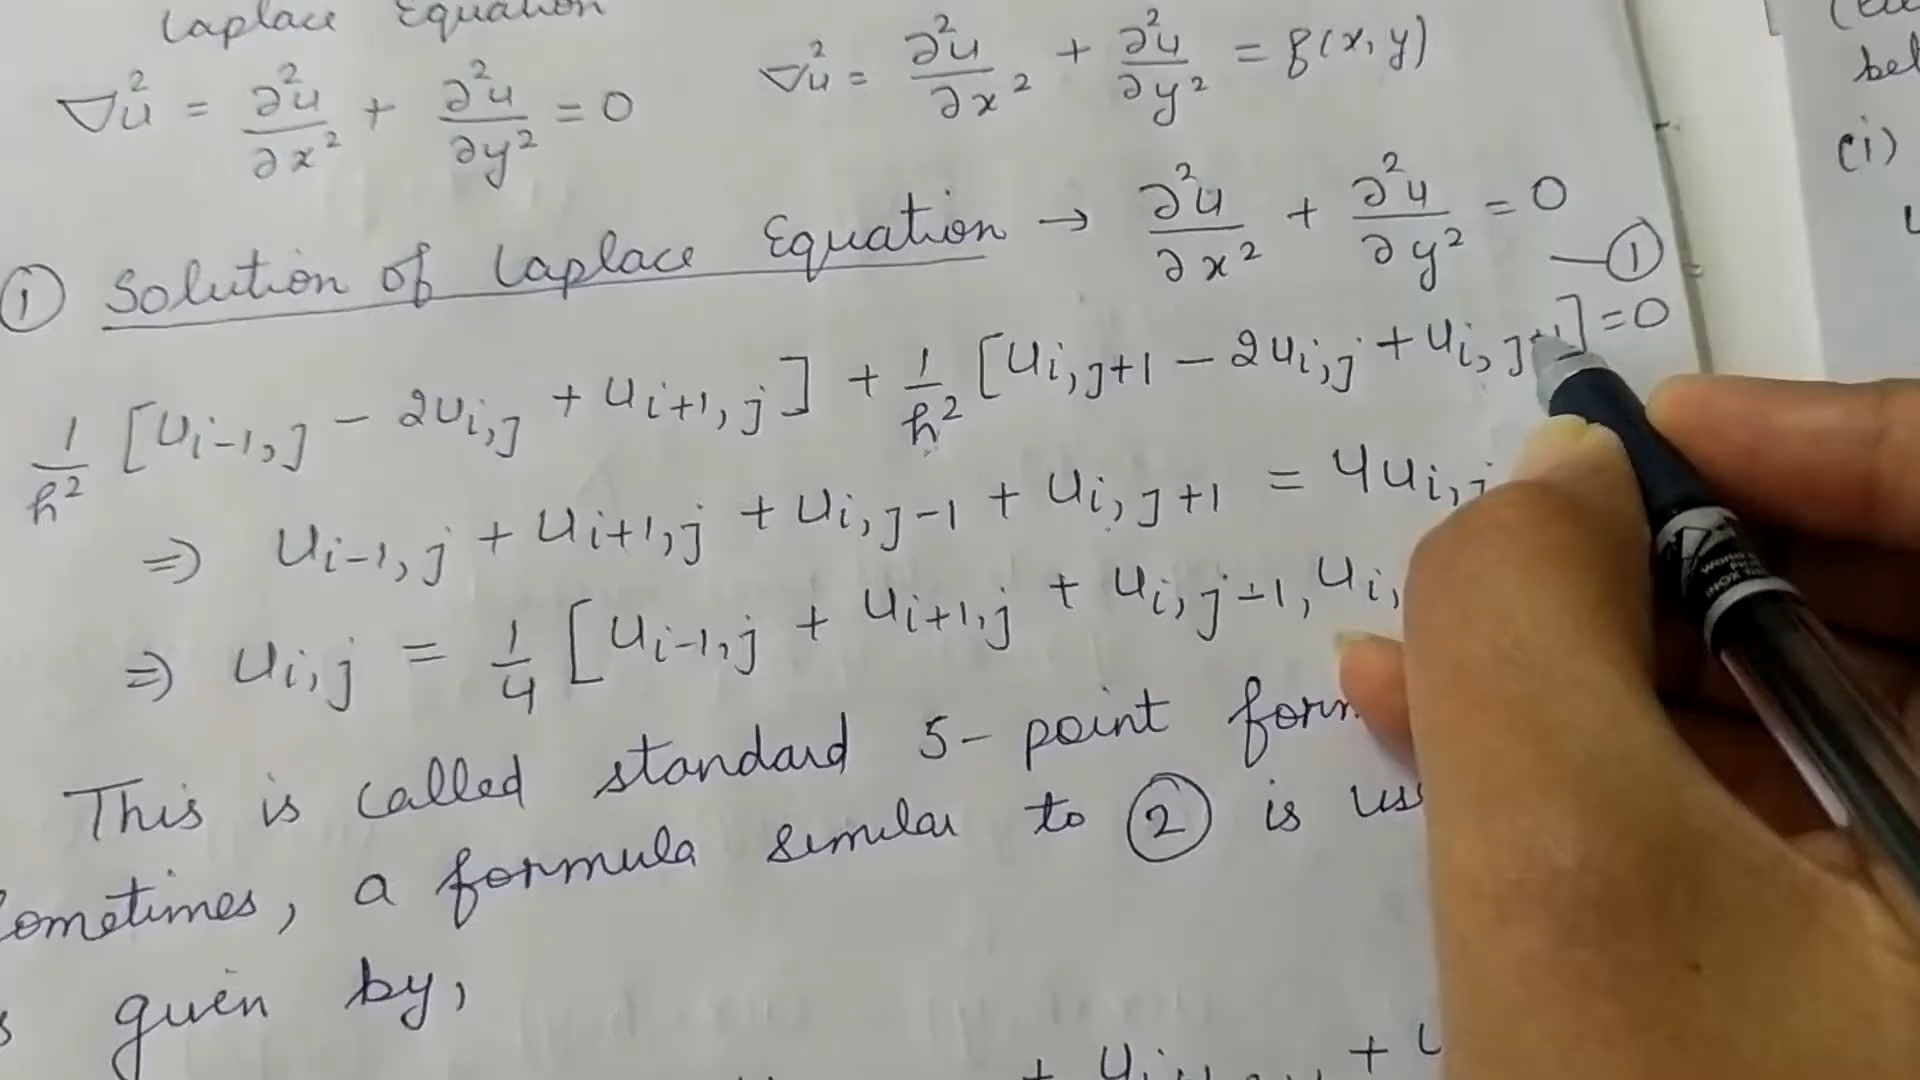 Laplace Equation
∇²u = ∂²u/∂x² + ∂²u/∂y² = 0
∇²u = ∂²u/∂x² + ∂²u/∂y² = f(x, y)
① Solution of Laplace Equation → ∂²u/∂x² + ∂²u/∂y² = 0 —①
1/h² [u_{i-1,j} - 2u_{i,j} + u_{i+1,j}] + 1/h² [u_{i,j+1} - 2u_{i,j} + u_{i,j+1}] = 0
⇒ u_{i-1,j} + u_{i+1,j} + u_{i,j-1} + u_{i,j+1} = 4u_{i,j}
⇒ u_{i,j} = 1/4 [u_{i-1,j} + u_{i+1,j} + u_{i,j-1}, u_{i,
This is called standard 5-point
Sometimes, a formula similar to ② is
given by,
(i)